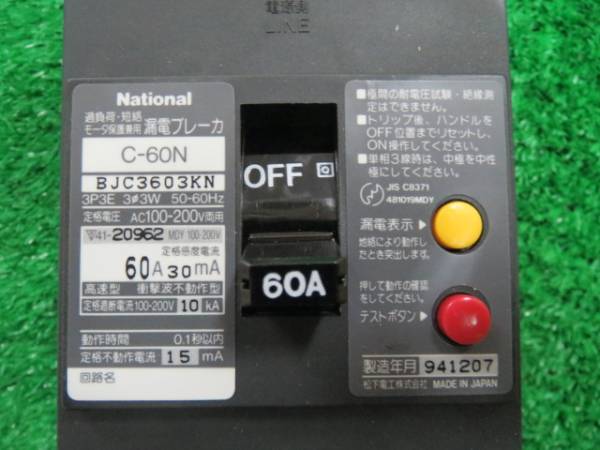 電源側
LINE
National
過負荷・短絡
モータ保護兼用 漏電ブレーカ
C-60N
BJC3603KN
3P3E 3φ3W 50-60Hz
定格電圧 AC100-200V両用
41-20962 MDY 100-200V
定格感度電流
60A 30mA
高速型 衝撃波不動作型
定格遮断電流100-200V 10 kA
動作時間 0.1秒以内
定格不動作電流 15 mA
回路名
OFF
60A
■極間の耐電圧試験・絶縁測
定はできません。
■トリップ後、ハンドルを
OFF位置までリセットし、
ON操作してください。
■単相3線時は、中極を中性
極にしてください。
JIS C8371
481019MDY
漏電表示
地絡により動作し
たとき突出します。
押して動作の確認
をしてください。
テストボタン
製造年月 941207
松下電工株式会社 MADE IN JAPAN